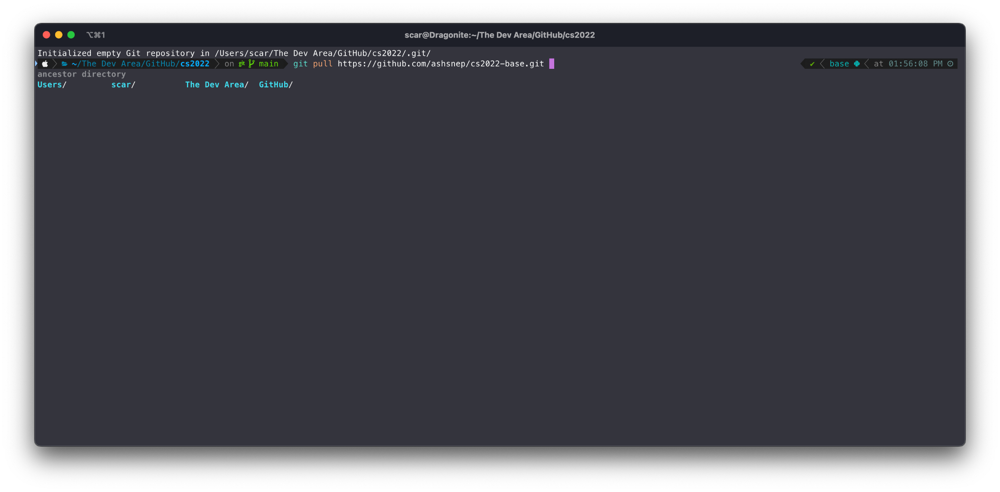 ⌥⌘1
scar@Dragonite:~/The Dev Area/GitHub/cs2022
Initialized empty Git repository in /Users/scar/The Dev Area/GitHub/cs2022/.git/
~/The Dev Area/GitHub/cs2022 on git main git pull https://github.com/ashsnep/cs2022-base.git ✔ base at 01:56:08 PM
ancestor directory
Users/ scar/ The Dev Area/ GitHub/